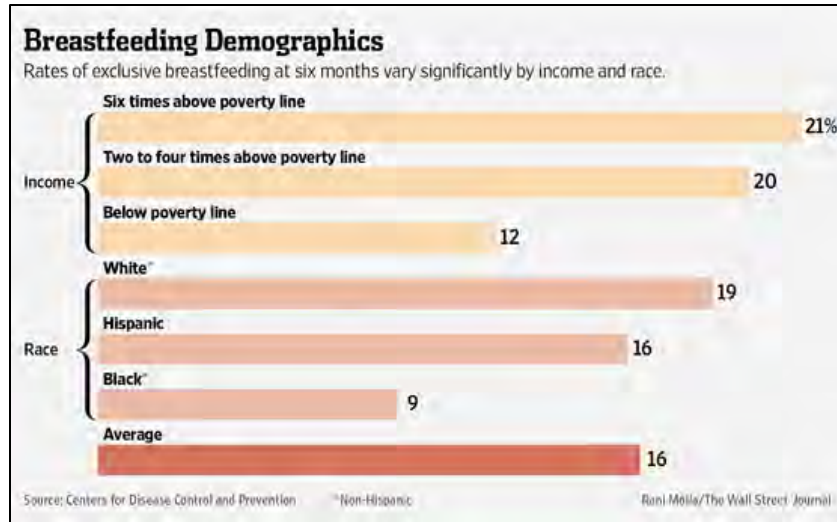 Breastfeeding Demographics
Rates of exclusive breastfeeding at six months vary significantly by income and race.
Six times above poverty line
21%
Two to four times above poverty line
Income
20
Below poverty line
12
White*
19
Hispanic
Race
16
Black*
9
Average
16
Source: Centers for Disease Control and Prevention *Non-Hispanic Rani Molla/The Wall Street Journal